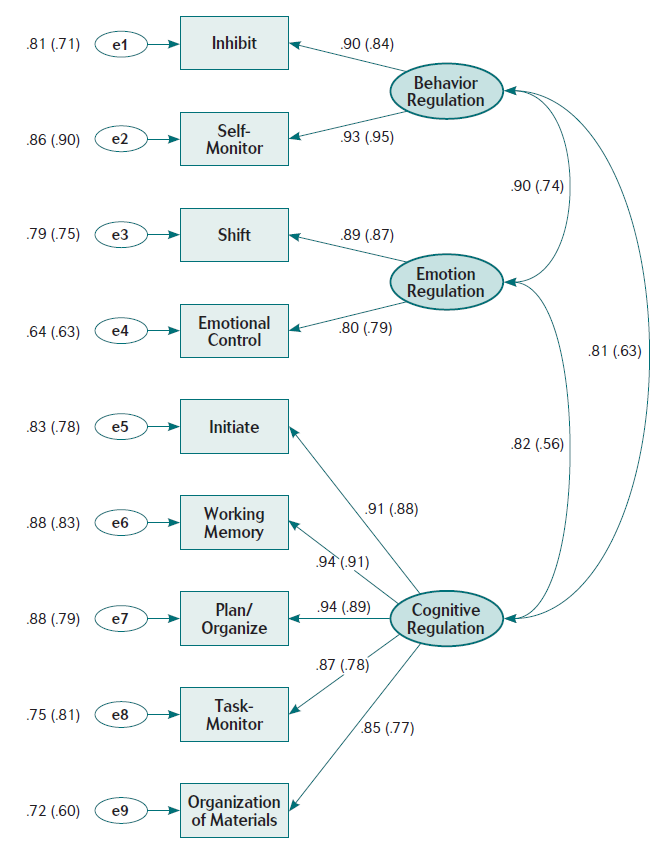 .81 (.71)
e1
Inhibit
.90 (.84)
Behavior
Regulation
.86 (.90)
e2
Self-
Monitor
.93 (.95)
.90 (.74)
.79 (.75)
e3
Shift
.89 (.87)
Emotion
Regulation
.64 (.63)
e4
Emotional
Control
.80 (.79)
.81 (.63)
.83 (.78)
e5
Initiate
.82 (.56)
.91 (.88)
.88 (.83)
e6
Working
Memory
.94 (.91)
.88 (.79)
e7
Plan/
Organize
.94 (.89)
Cognitive
Regulation
.87 (.78)
.75 (.81)
e8
Task-
Monitor
.85 (.77)
.72 (.60)
e9
Organization
of Materials